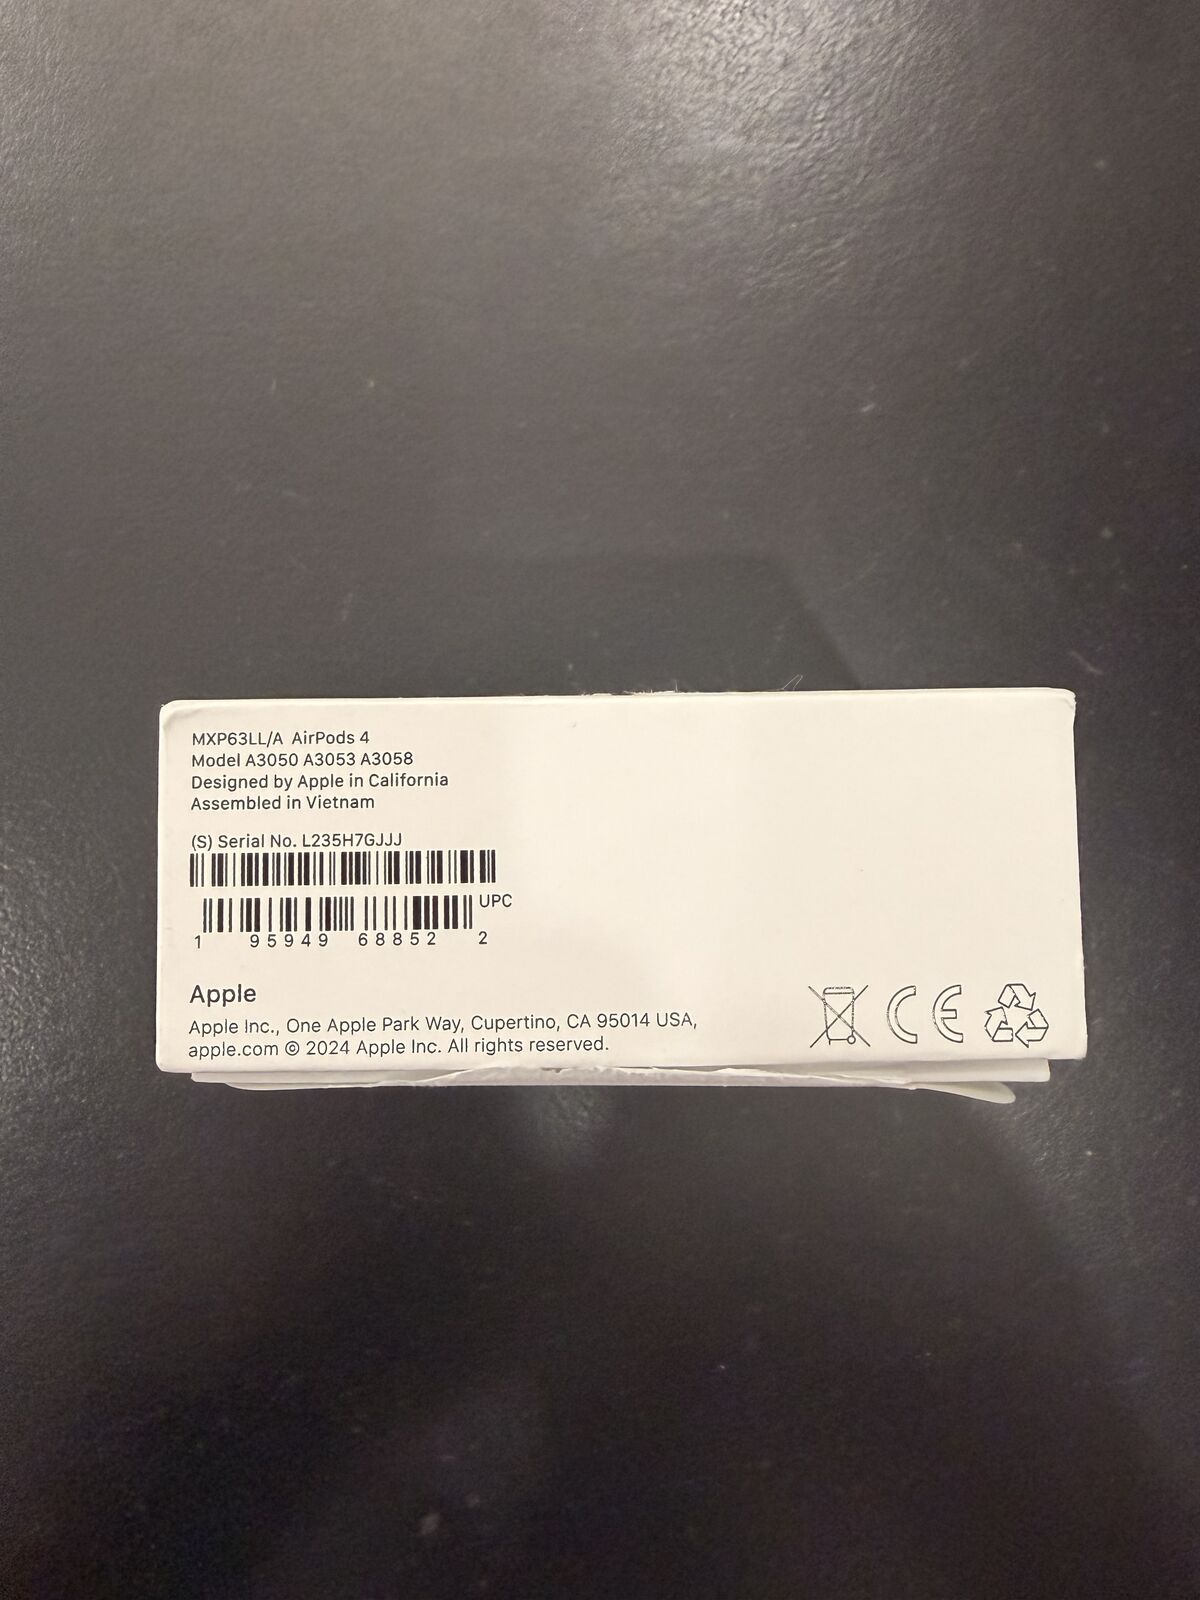 MXP63LL/A AirPods 4
Model A3050 A3053 A3058
Designed by Apple in California
Assembled in Vietnam
(S) Serial No. L235H7GJJJ
UPC
1 95949 68852 2
Apple
Apple Inc., One Apple Park Way, Cupertino, CA 95014 USA,
apple.com © 2024 Apple Inc. All rights reserved.
CE